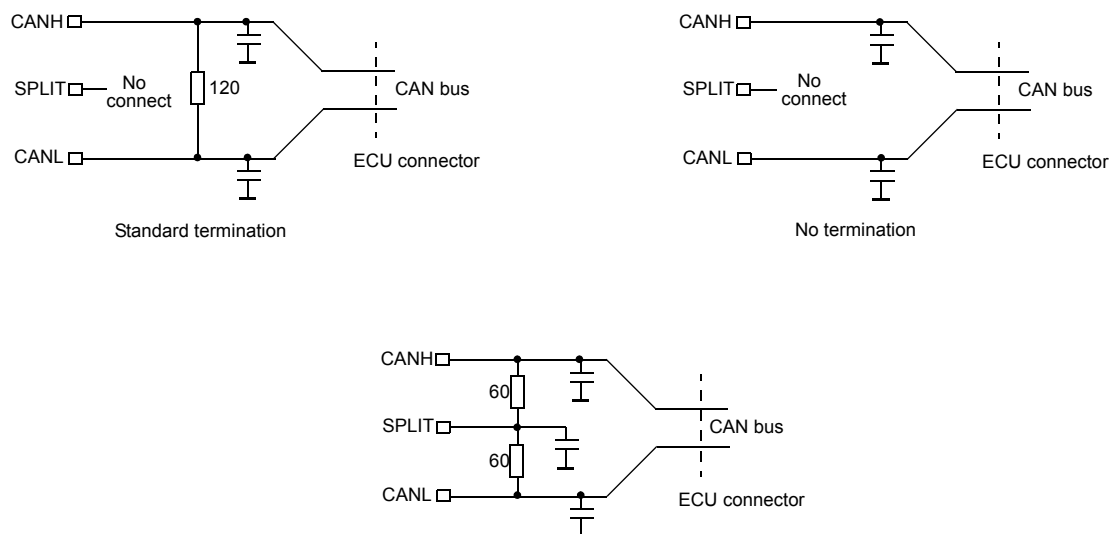 CANH
SPLIT
No
connect
120
CANL
CAN bus
ECU connector
Standard termination
CANH
SPLIT
No
connect
CANL
CAN bus
ECU connector
No termination
CANH
60
SPLIT
60
CANL
CAN bus
ECU connector